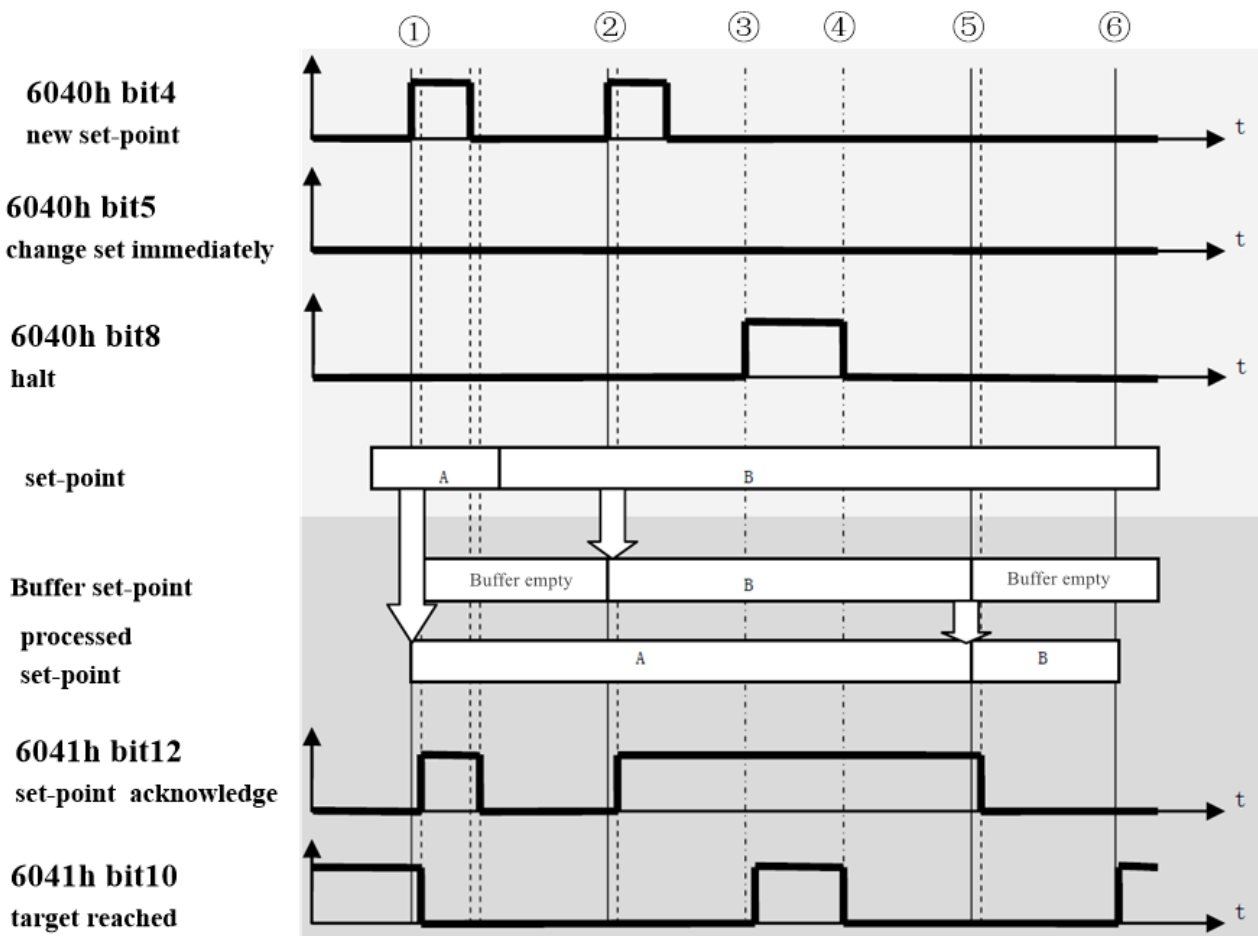 ① ② ③ ④ ⑤ ⑥
6040h bit4
new set-point
t
6040h bit5
change set immediately
t
6040h bit8
halt
t
set-point
A B
Buffer set-point
Buffer empty B Buffer empty
processed
set-point
A B
6041h bit12
set-point acknowledge
t
6041h bit10
target reached
t